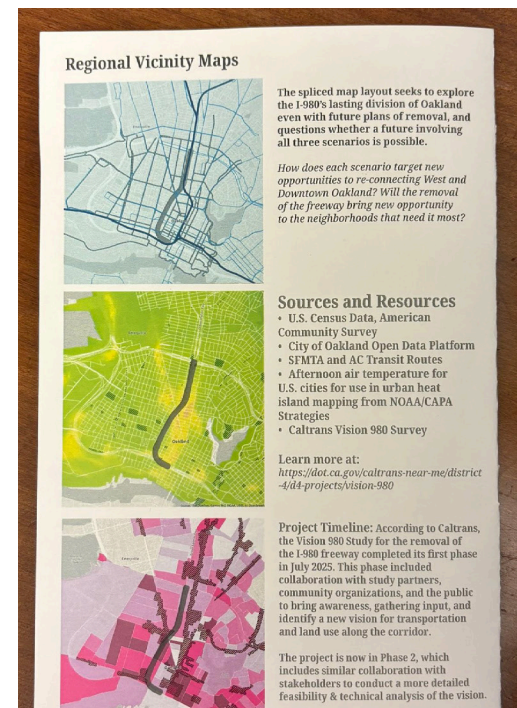 Regional Vicinity Maps
The spliced map layout seeks to explore
the I-980's lasting division of Oakland
even with future plans of removal, and
questions whether a future involving
all three scenarios is possible.
How does each scenario target new
opportunities to re-connecting West and
Downtown Oakland? Will the removal
of the freeway bring new opportunity
to the neighborhoods that need it most?
Sources and Resources
• U.S. Census Data, American
Community Survey
• City of Oakland Open Data Platform
• SFMTA and AC Transit Routes
• Afternoon air temperature for
U.S. cities for use in urban heat
island mapping from NOAA/CAPA
Strategies
• Caltrans Vision 980 Survey
Learn more at:
https://dot.ca.gov/caltrans-near-me/district
-4/d4-projects/vision-980
Project Timeline: According to Caltrans,
the Vision 980 Study for the removal of
the I-980 freeway completed its first phase
in July 2025. This phase included
collaboration with study partners,
community organizations, and the public
to bring awareness, gathering input, and
identify a new vision for transportation
and land use along the corridor.
The project is now in Phase 2, which
includes similar collaboration with
stakeholders to conduct a more detailed
feasibility & technical analysis of the vision.